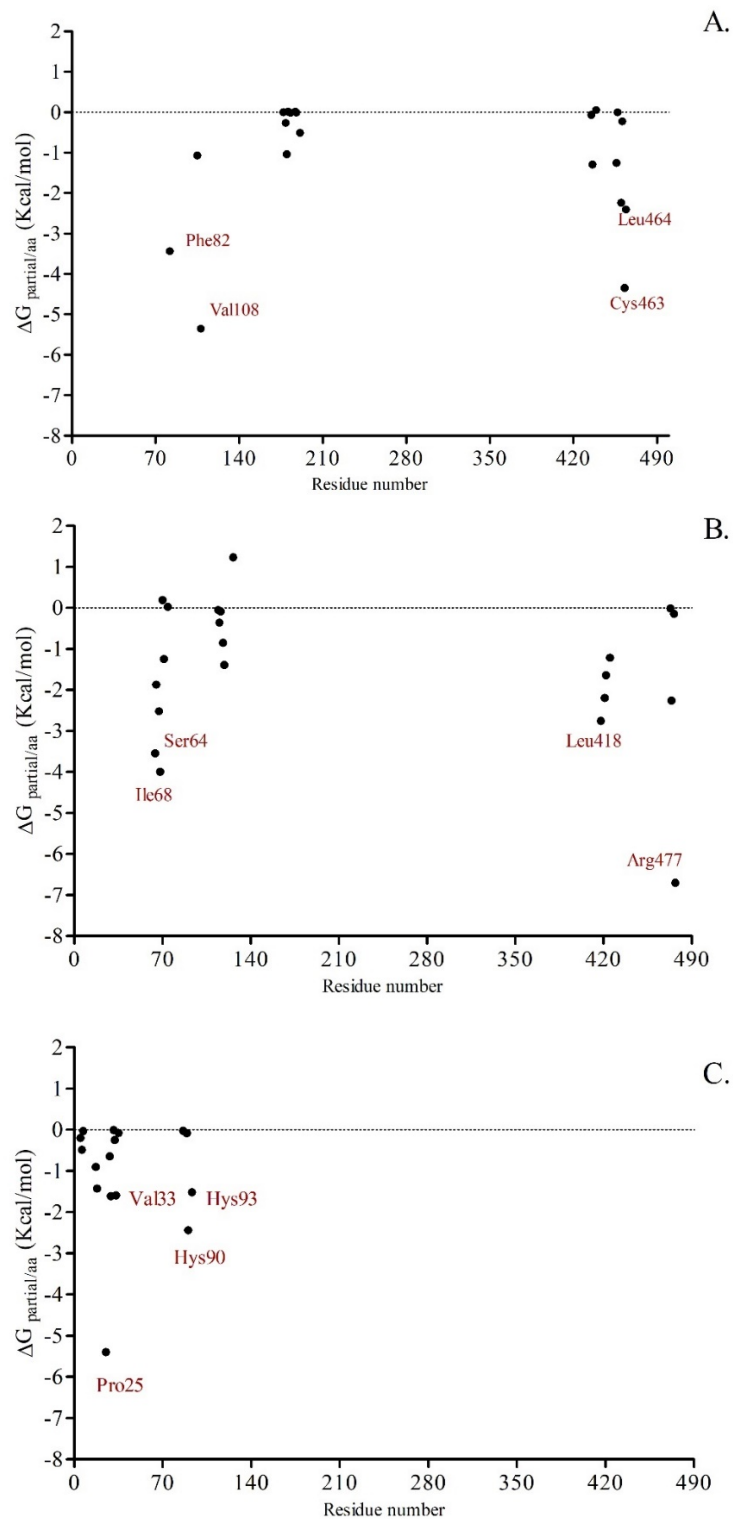 A.
2
1
0
-1
-2
-3
-4
-5
-6
-7
-8
ΔG partial/aa (Kcal/mol)
Phe82
Val108
Leu464
Cys463
0 70 140 210 280 350 420 490
Residue number
B.
2
1
0
-1
-2
-3
-4
-5
-6
-7
-8
ΔG partial/aa (Kcal/mol)
Ser64
Ile68
Leu418
Arg477
0 70 140 210 280 350 420 490
Residue number
C.
2
1
0
-1
-2
-3
-4
-5
-6
-7
-8
ΔG partial/aa (Kcal/mol)
Val33 Hys93
Hys90
Pro25
0 70 140 210 280 350 420 490
Residue number